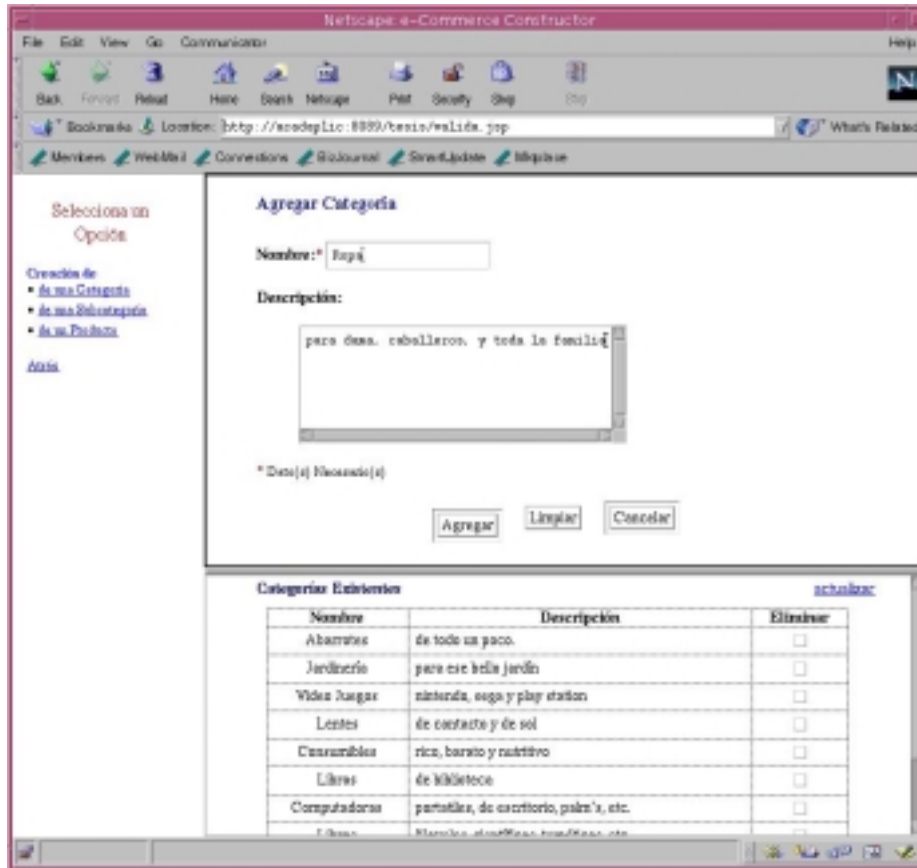 Netscape: e-Commerce Constructor
File Edit View Go Communicator Help
Back Forward Reload Home Search Netscape Print Security Shop Stop
Bookmarks Location: http://acadaplic:8089/tesis/valida.jsp What's Related
Members WebMail Connections BizJournal SmartUpdate Mktplace
Selecciona un
Opción
Creación de
de una Categoría
de una Subcategoría
de un Producto
Atrás
Agregar Categoría
Nombre:* Ropa
Descripción:
para dama, caballeros, y toda la familia
* Dato(s) Necesario(s)
Agregar Limpiar Cancelar
Categorías Existentes actualizar
Nombre Descripción Eliminar
Abarrotes de todo un poco.
Jardinería para ese bello jardín
Video Juegos nintendo, sega y play station
Lentes de contacto y de sol
Consumibles rico, barato y nutritivo
Libros de biblioteca
Computadoras portatiles, de escritorio, palm's, etc.